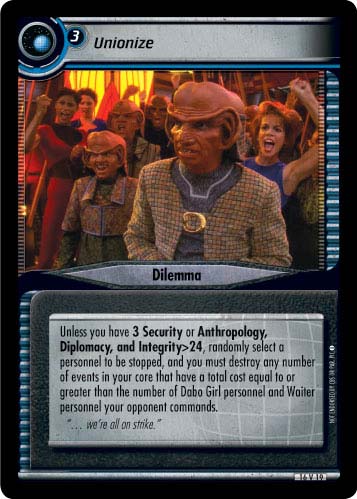 3
Unionize
Dilemma
Unless you have 3 Security or Anthropology,
Diplomacy, and Integrity>24, randomly select a
personnel to be stopped, and you must destroy any
number of events in your core that have a total cost equal to or
greater than the number of Dabo Girl personnel and Waiter
personnel your opponent commands.
"... we're all on strike."
16 V 19